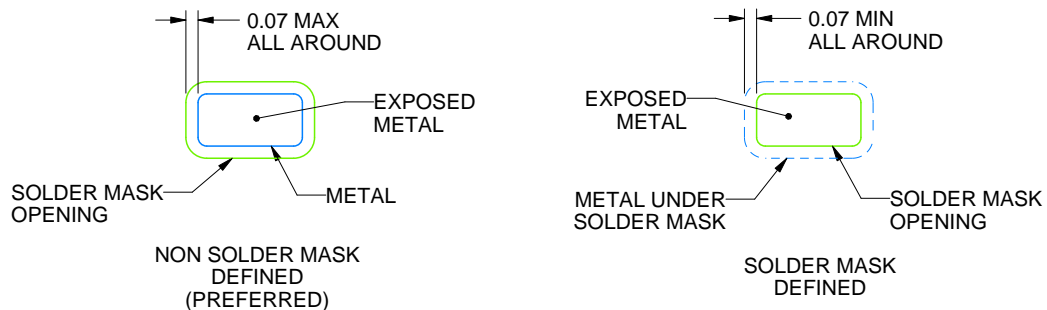 0.07 MAX
ALL AROUND
EXPOSED
METAL
SOLDER MASK
OPENING
METAL
NON SOLDER MASK
DEFINED
(PREFERRED)
0.07 MIN
ALL AROUND
EXPOSED
METAL
METAL UNDER
SOLDER MASK
SOLDER MASK
OPENING
SOLDER MASK
DEFINED